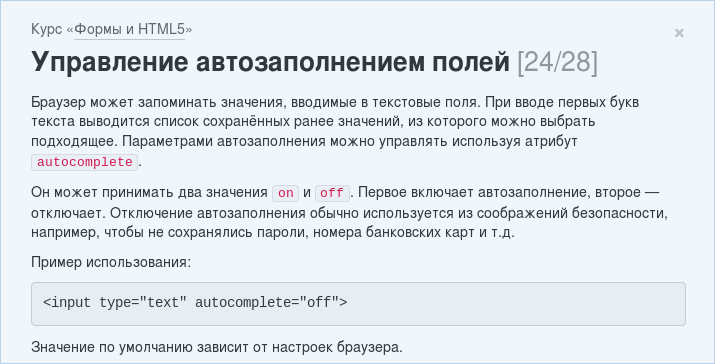 Курс «Формы и HTML5»
×
Управление автозаполнением полей [24/28]
Браузер может запоминать значения, вводимые в текстовые поля. При вводе первых букв
текста выводится список сохранённых ранее значений, из которого можно выбрать
подходящее. Параметрами автозаполнения можно управлять используя атрибут
autocomplete.
Он может принимать два значения on и off. Первое включает автозаполнение, второе —
отключает. Отключение автозаполнения обычно используется из соображений безопасности,
например, чтобы не сохранялись пароли, номера банковских карт и т.д.
Пример использования:
<input type="text" autocomplete="off">
Значение по умолчанию зависит от настроек браузера.